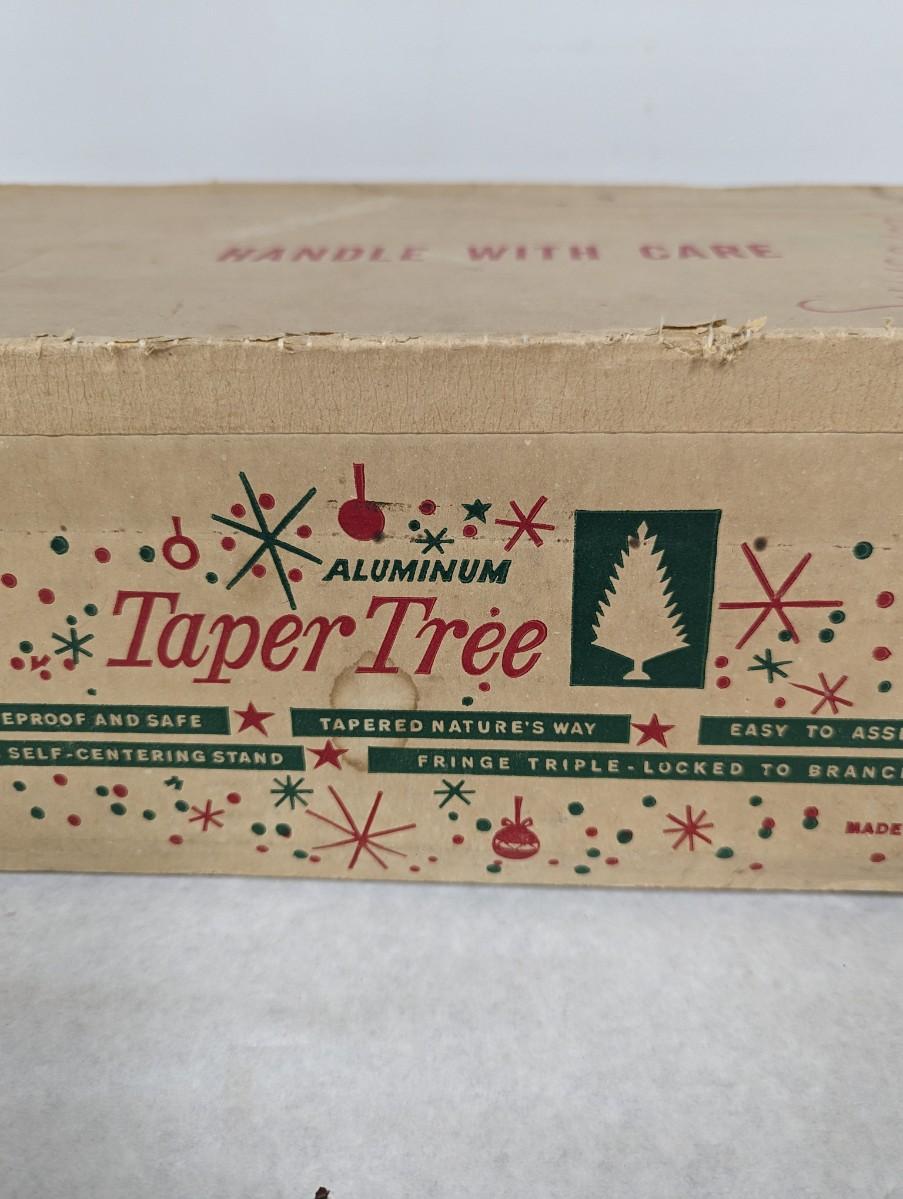 HANDLE WITH CARE
ALUMINUM
Taper Tree
EPROOF AND SAFE ★ TAPERED NATURE'S WAY ★ EASY TO ASSE
SELF-CENTERING STAND ★ FRINGE TRIPLE-LOCKED TO BRANC
MADE